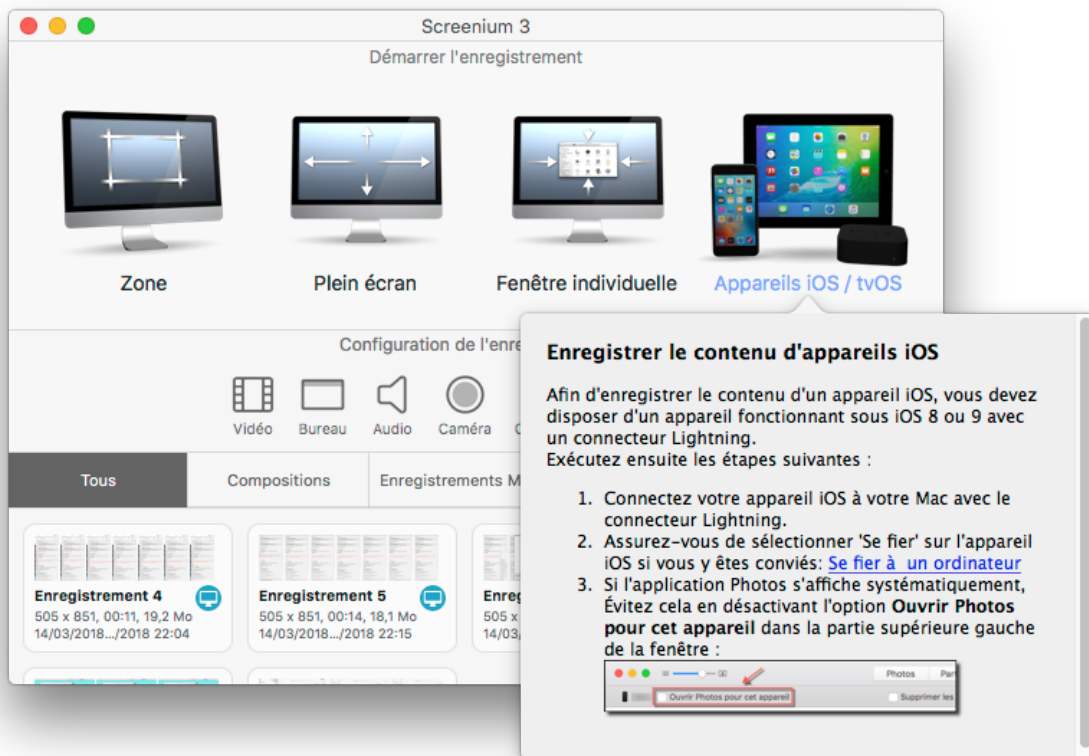 Screenium 3
Démarrer l'enregistrement
Zone
Plein écran
Fenêtre individuelle
Appareils iOS / tvOS
Configuration de l'enre
Vidéo
Bureau
Audio
Caméra
Tous
Compositions
Enregistrements M
Enregistrement 4
505 x 851, 00:11, 19,2 Mo
14/03/2018.../2018 22:04
Enregistrement 5
505 x 851, 00:14, 18,1 Mo
14/03/2018.../2018 22:15
Enre
505 x
14/03
Enregistrer le contenu d'appareils iOS
Afin d'enregistrer le contenu d'un appareil iOS, vous devez
disposer d'un appareil fonctionnant sous iOS 8 ou 9 avec
un connecteur Lightning.
Exécutez ensuite les étapes suivantes :
1. Connectez votre appareil iOS à votre Mac avec le
connecteur Lightning.
2. Assurez-vous de sélectionner 'Se fier' sur l'appareil
iOS si vous y êtes conviés: Se fier à un ordinateur
3. Si l'application Photos s'affiche systématiquement,
Évitez cela en désactivant l'option Ouvrir Photos
pour cet appareil dans la partie supérieure gauche
de la fenêtre :
Photos
Par
Ouvrir Photos pour cet appareil
Supprimer les